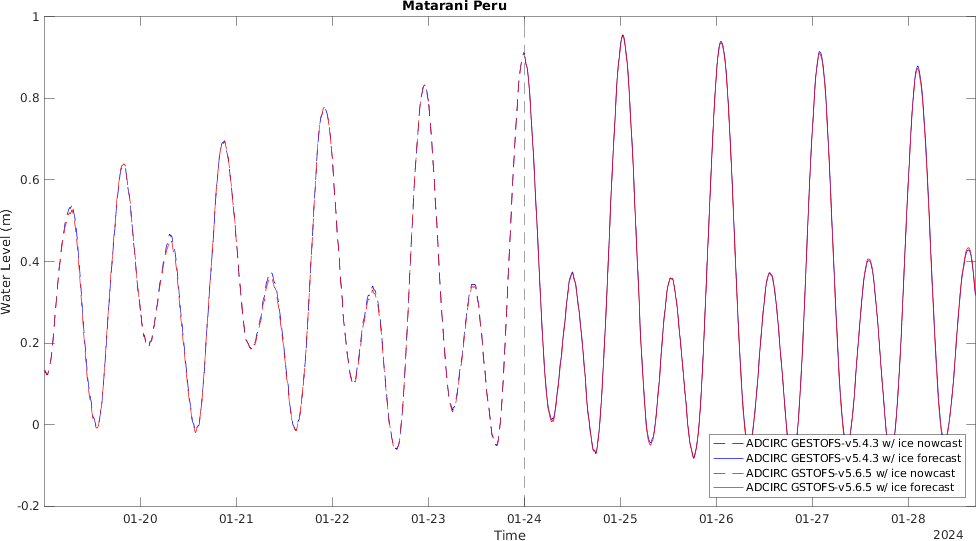 Matarani Peru
1
0.8
0.6
0.4
0.2
0
-0.2
Water Level (m)
ADCIRC GESTOFS-v5.4.3 w/ ice nowcast
ADCIRC GESTOFS-v5.4.3 w/ ice forecast
ADCIRC GSTOFS-v5.6.5 w/ ice nowcast
ADCIRC GSTOFS-v5.6.5 w/ ice forecast
01-20 01-21 01-22 01-23 01-24 01-25 01-26 01-27 01-28
Time
2024